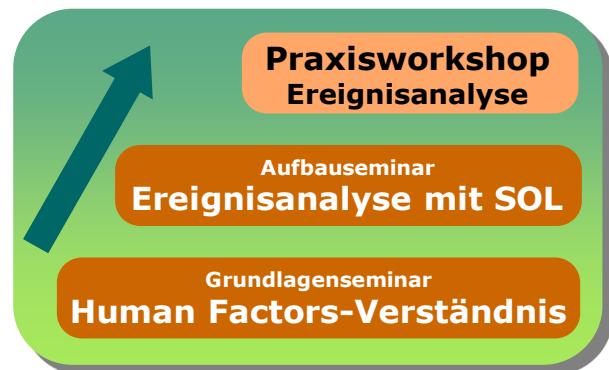 Praxisworkshop
Ereignisanalyse
Aufbauseminar
Ereignisanalyse mit SOL
Grundlagenseminar
Human Factors-Verständnis